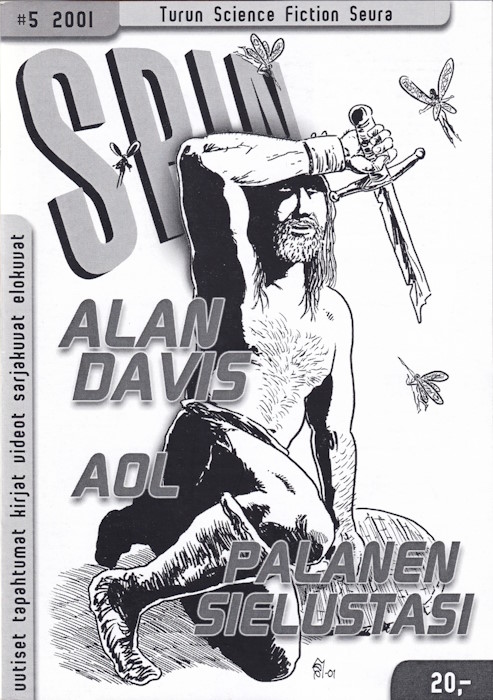 #5 2001
Turun Science Fiction Seura
SPIN
ALAN
DAVIS
AOL
PALANEN
SIELUSTASI
uutiset tapahtumat kirjat videot sarjakuvat elokuvat
-01
20,-